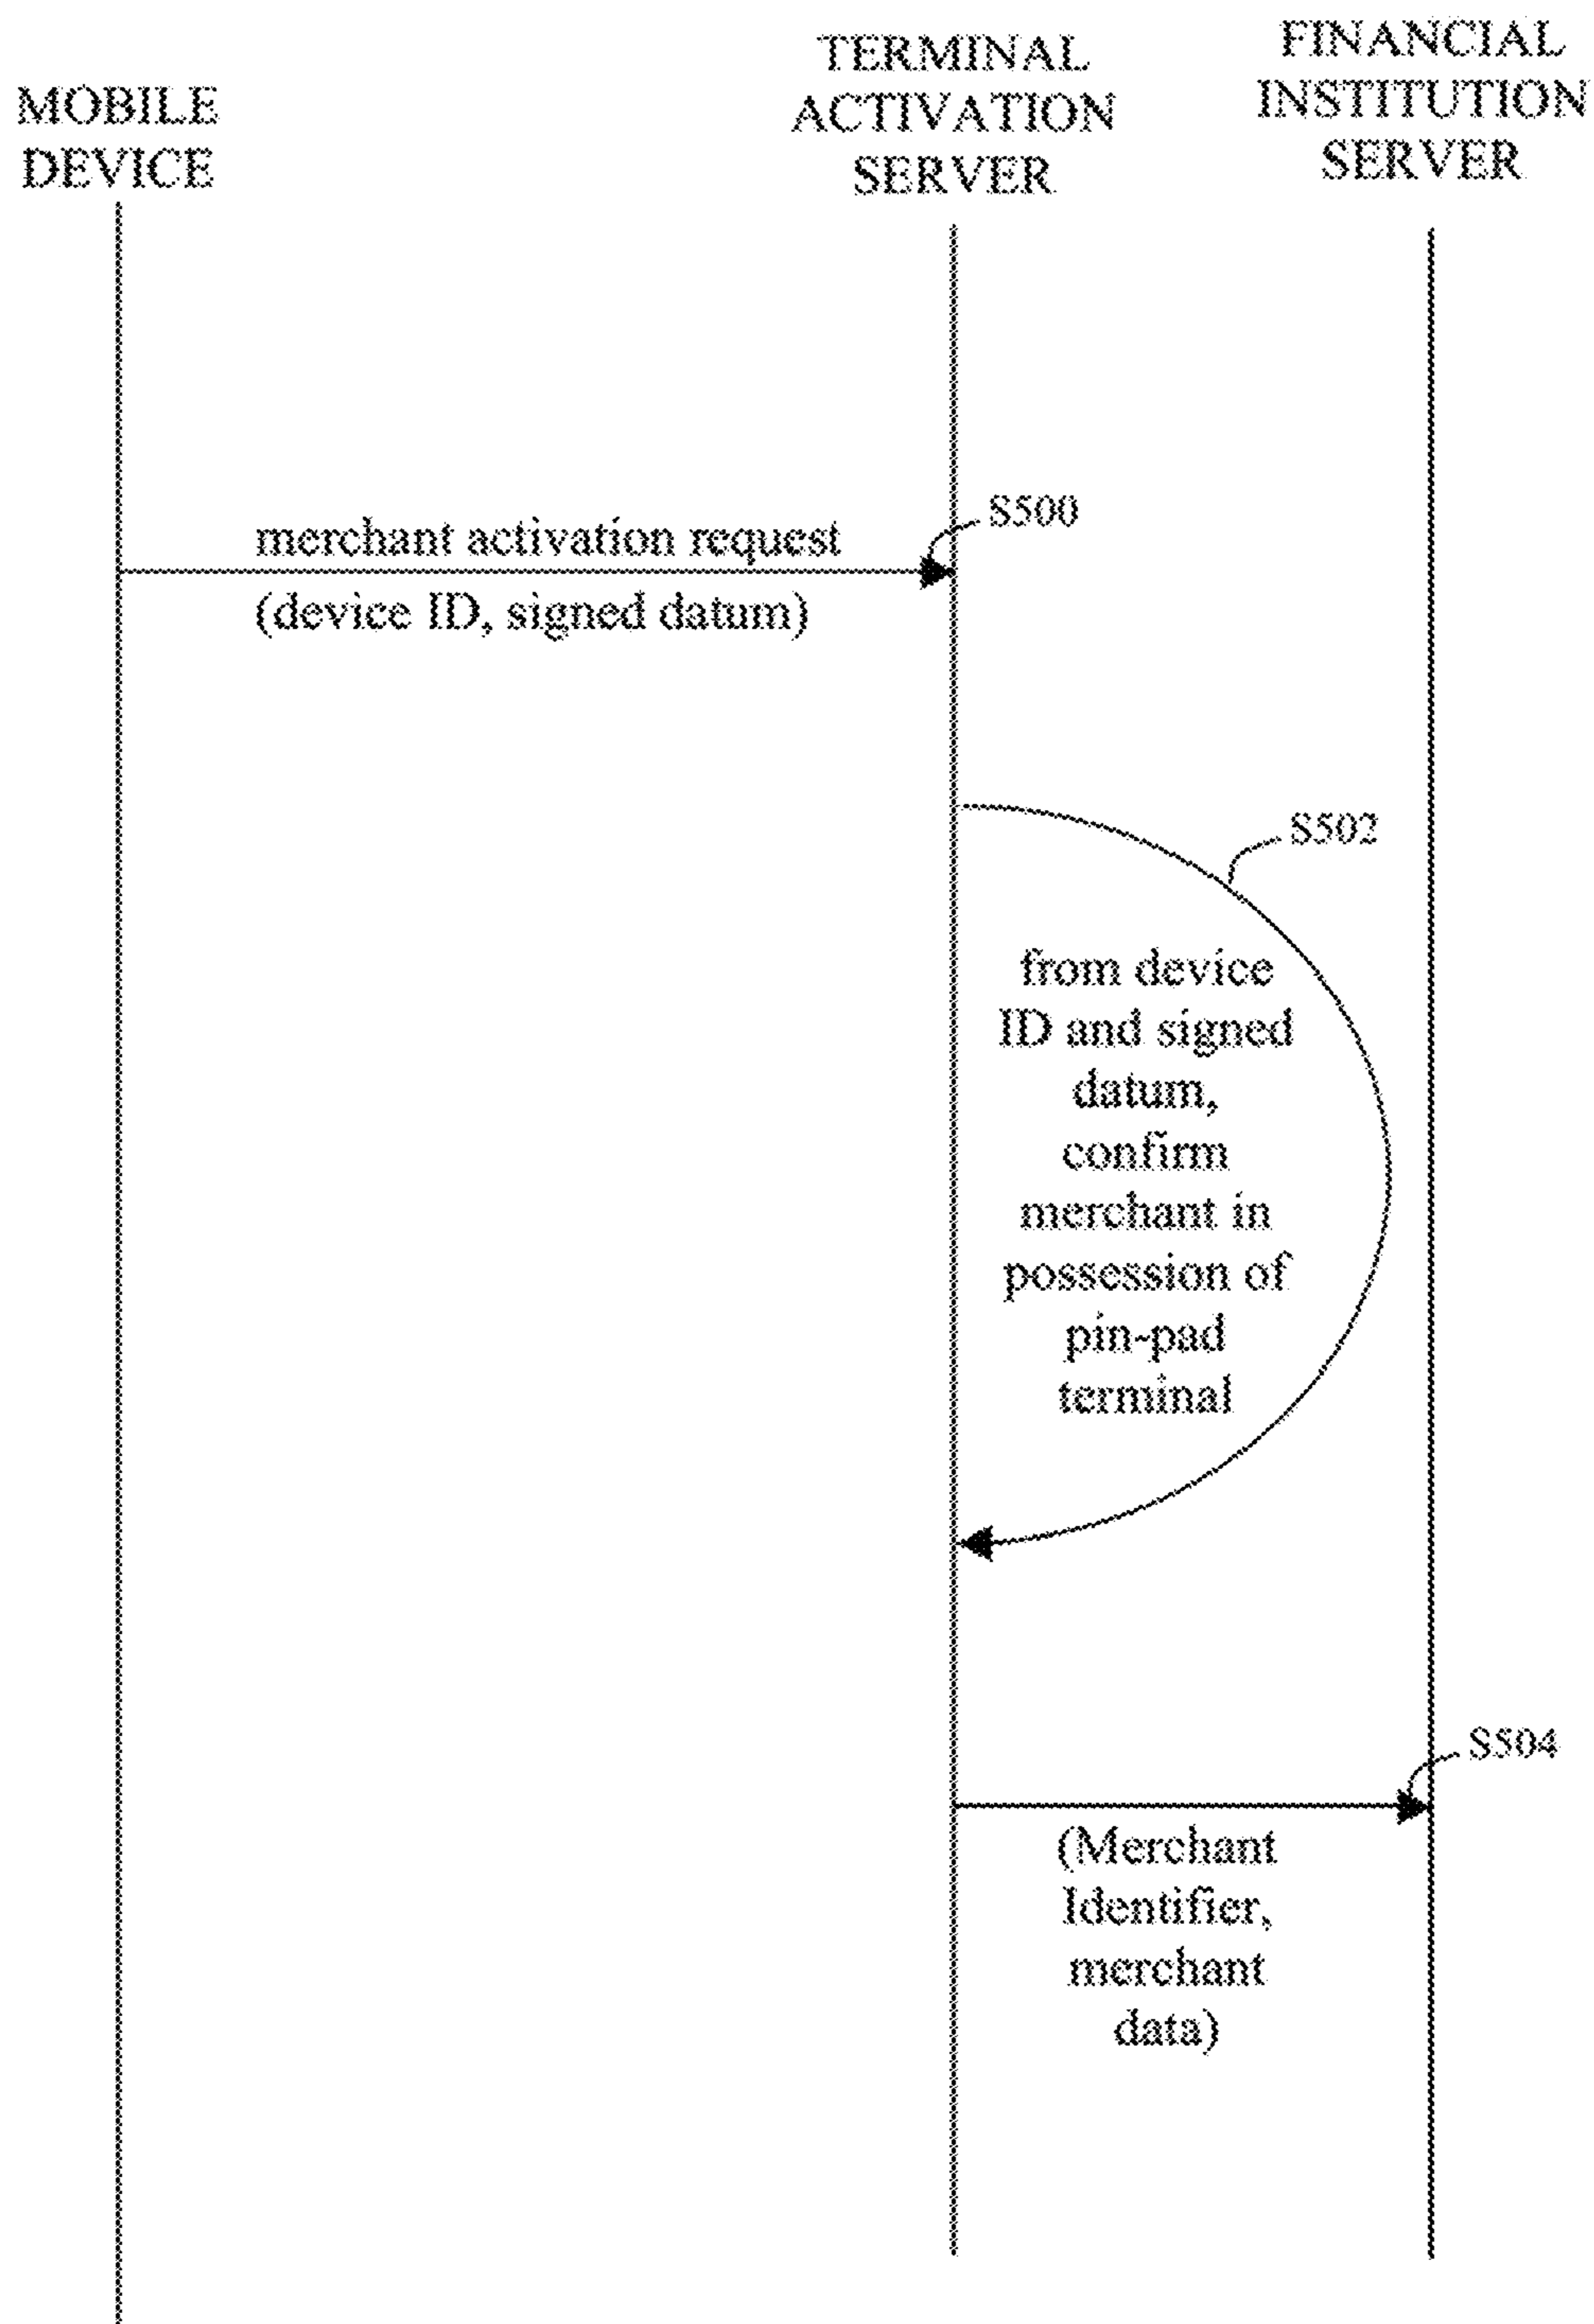 MOBILE
DEVICE
TERMINAL
ACTIVATION
SERVER
FINANCIAL
INSTITUTION
SERVER
S500
merchant activation request
(device ID, signed datum)
S502
from device
ID and signed
datum,
confirm
merchant in
possession of
pin-pad
terminal
S504
(Merchant
Identifier,
merchant
data)